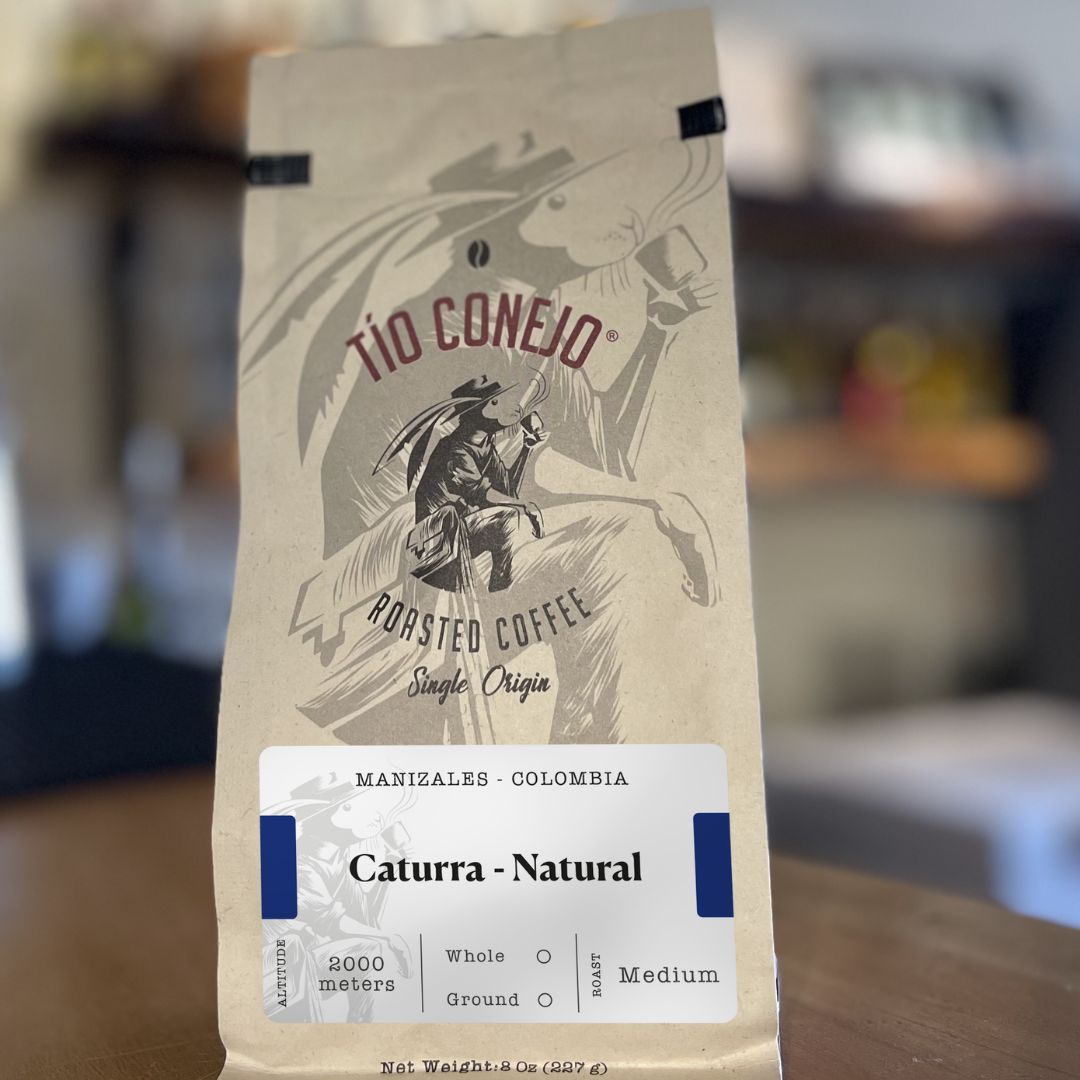 TÍO CONEJO®
ROASTED COFFEE
Single Origin
MANIZALES - COLOMBIA
Caturra - Natural
ALTITUDE
2000
meters
Whole
Ground
ROAST
Medium
Net Weight:8 Oz (227 g)